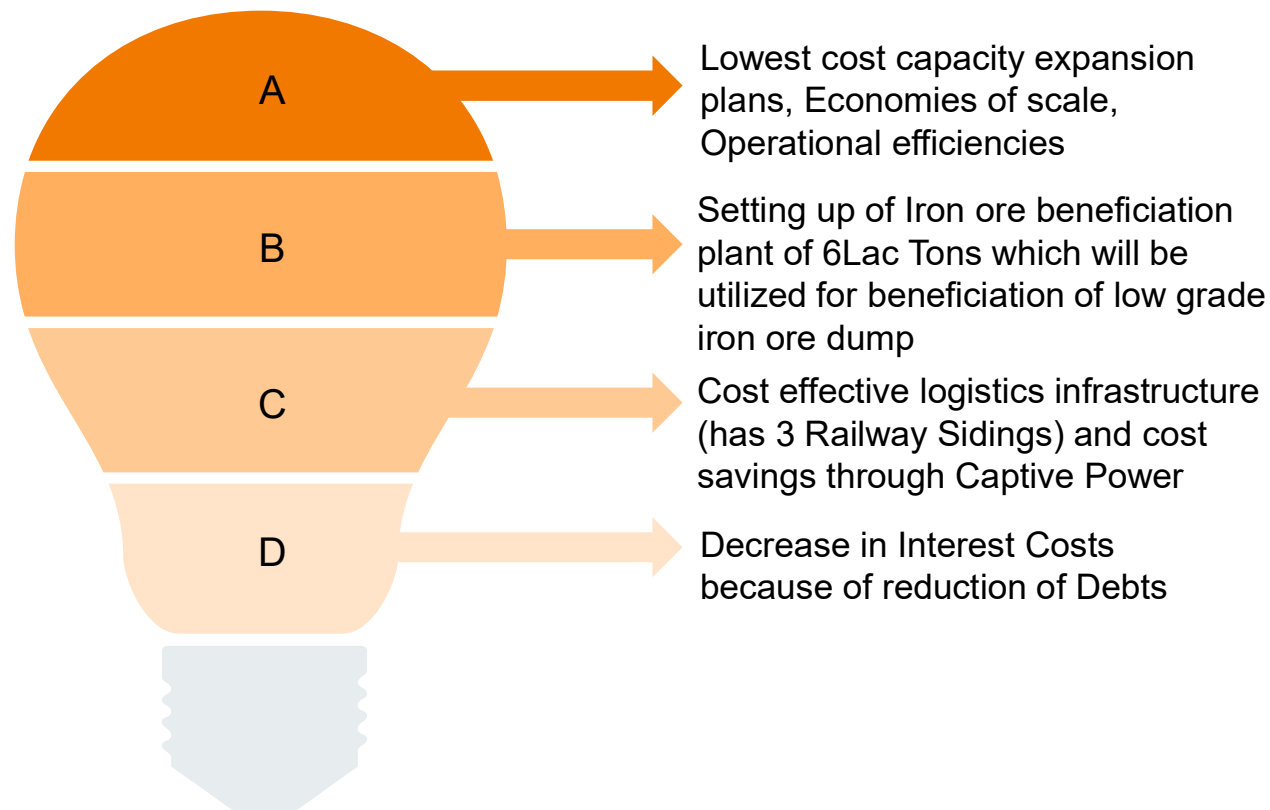 A
Lowest cost capacity expansion
plans, Economies of scale,
Operational efficiencies
B
Setting up of Iron ore beneficiation
plant of 6Lac Tons which will be
utilized for beneficiation of low grade
iron ore dump
C
Cost effective logistics infrastructure
(has 3 Railway Sidings) and cost
savings through Captive Power
D
Decrease in Interest Costs
because of reduction of Debts